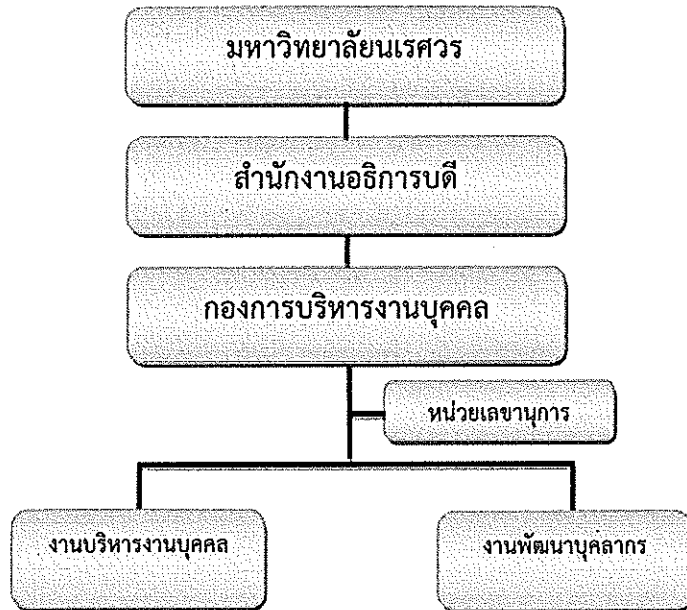 มหาวิทยาลัยนเรศวร
สำนักงานอธิการบดี
กองการบริหารงานบุคคล
หน่วยเลขานุการ
งานบริหารงานบุคคล
งานพัฒนาบุคลากร